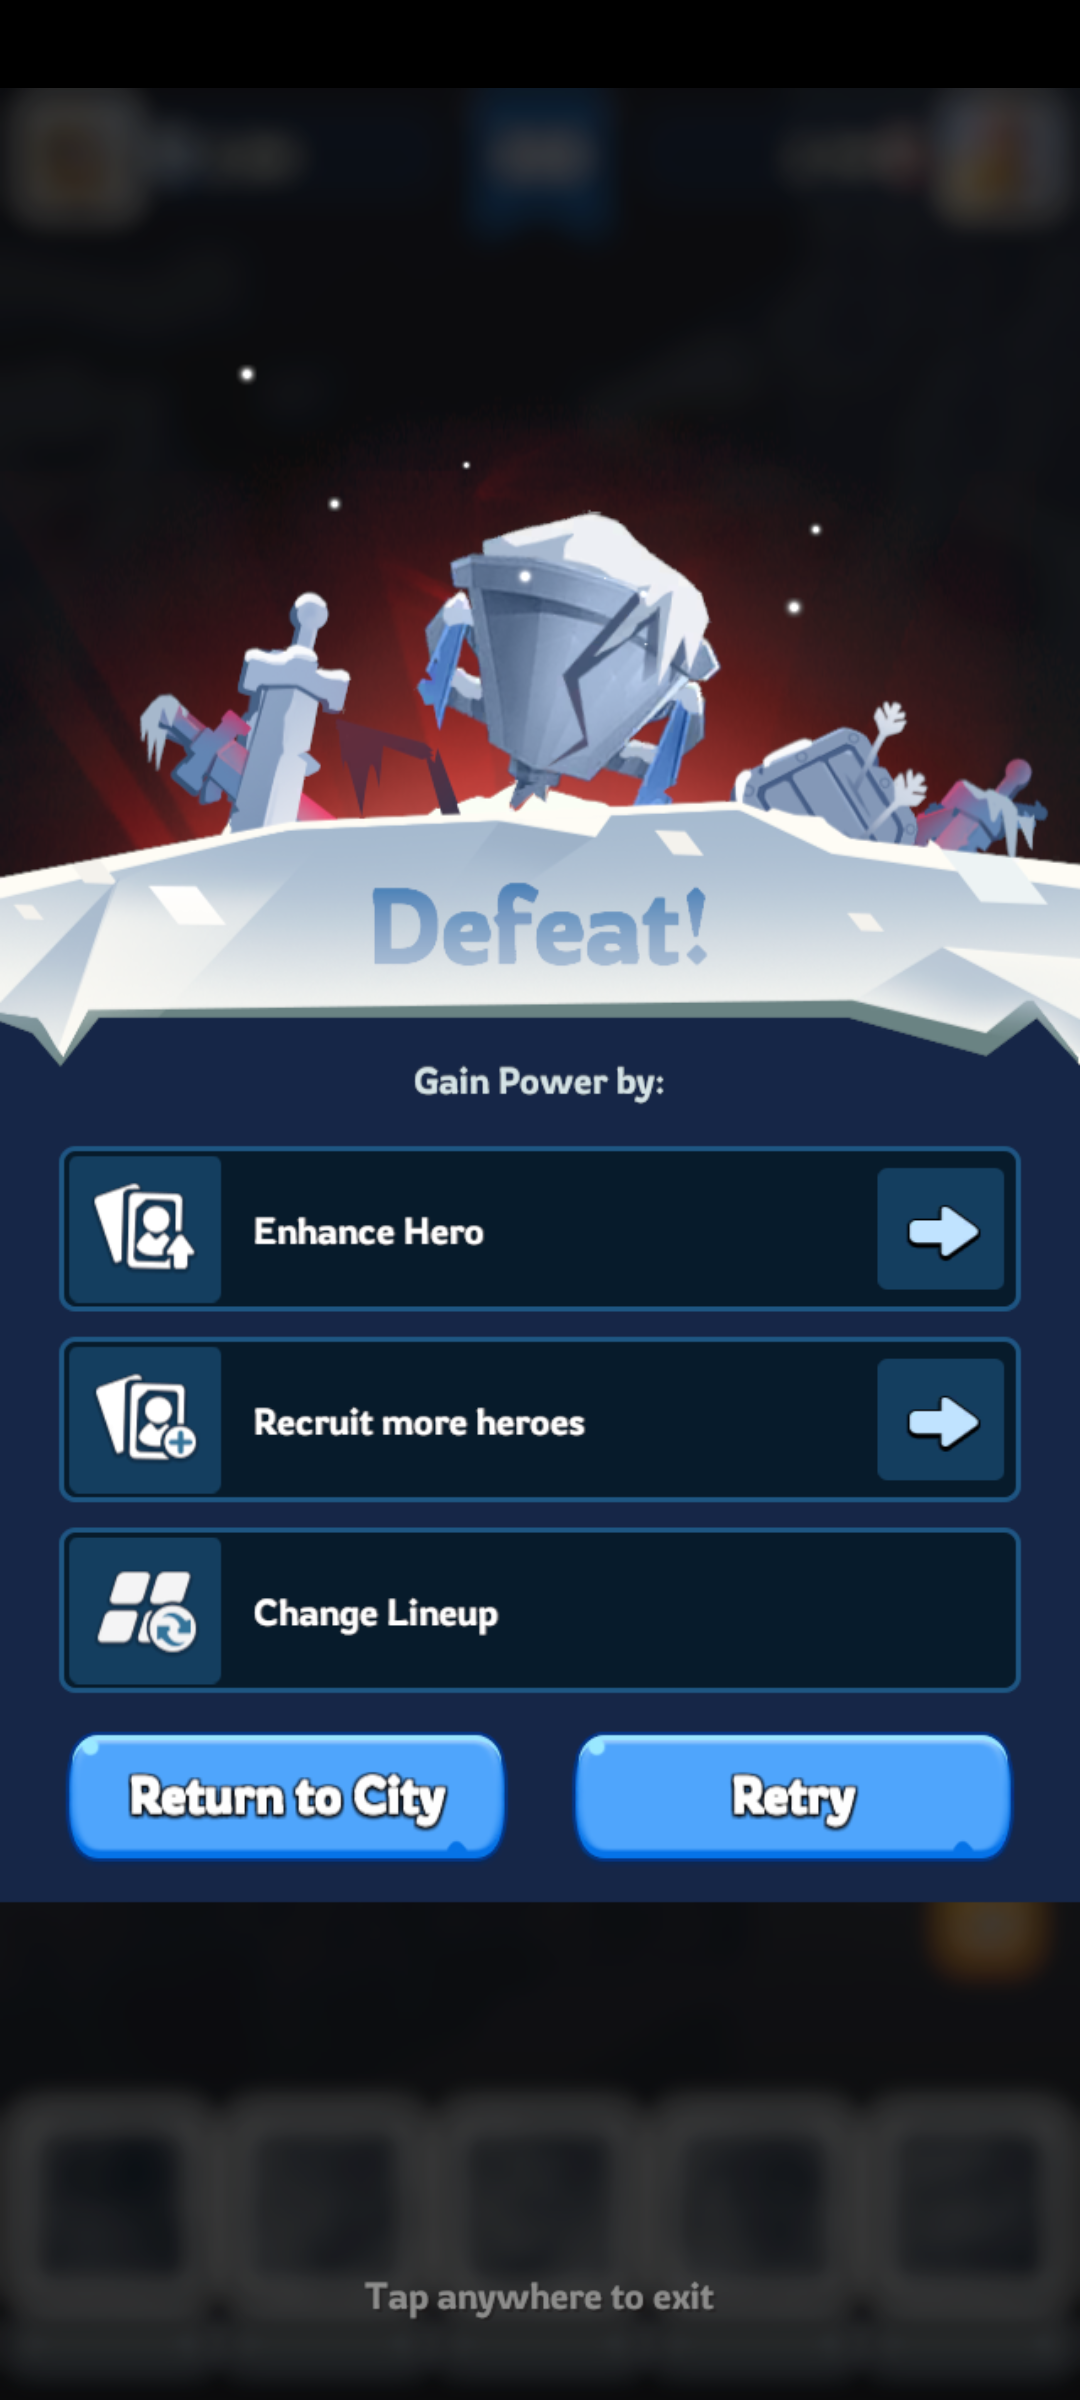 Defeat!
Gain Power by:
Enhance Hero
Recruit more heroes
Change Lineup
Return to City
Retry
Tap anywhere to exit